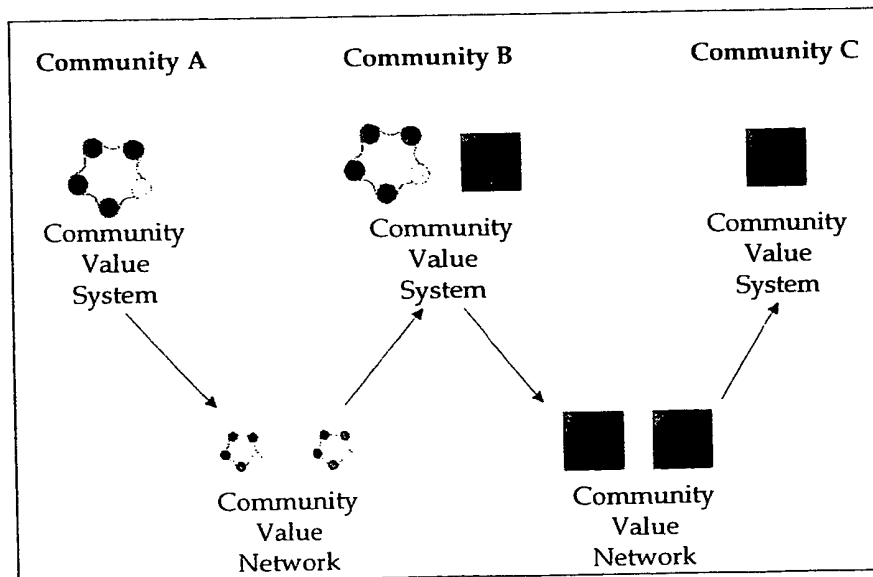 Community A
Community B
Community C
Community
Value
System
Community
Value
System
Community
Value
System
Community
Value
Network
Community
Value
Network